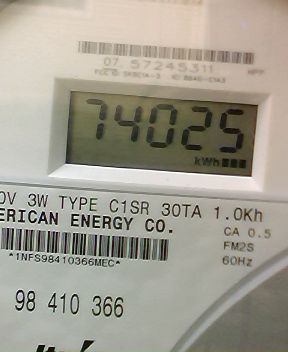 07 57245311
74025
kWh
0V 3W TYPE C1SR 30TA 1.0Kh
ERICAN ENERGY CO.
CA 0.5
FM2S
*1NFS98410366MEC*
60Hz
98 410 366